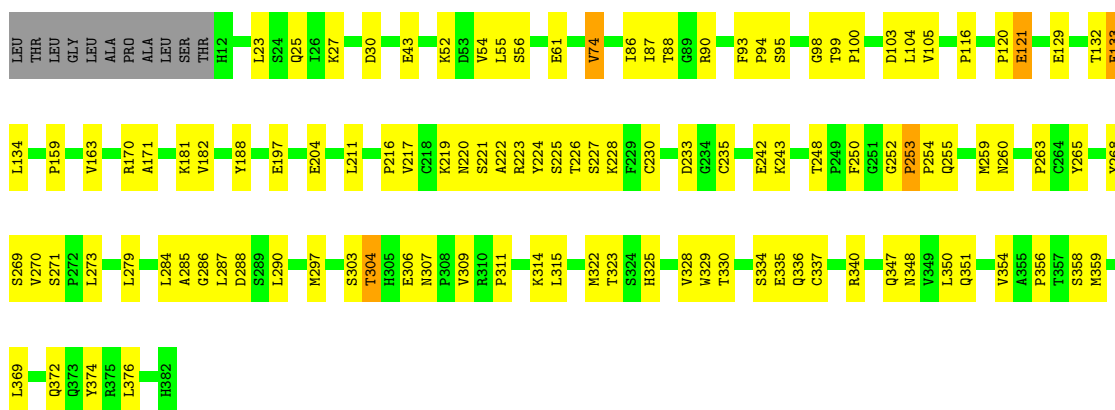 LEU THR LEU LEU GLY LEU ALA PRO ALA LEU SER THR H12 L23 S24 Q25 I26 K27 D30 E43 K52 D53 V54 L55 S56 E61 V74 I86 I87 T88 G89 R90 F93 P94 S95 G98 T99 P100 D103 L104 V105 P116 P120 E121 E129 T132
L134 P159 V163 R170 A171 K181 V182 Y188 E197 E204 L211 P216 V217 C218 K219 N220 S221 A222 R223 Y224 S225 T226 S227 K228 F229 C230 D233 G234 C235 E242 K243 T248 P249 F250 G251 G252 P253 P254 Q255 M259 N260 P263 C264 Y265
S269 V270 S271 P272 L273 L279 L284 A285 G286 L287 D288 S289 L290 M297 S303 T304 H305 E306 N307 P308 V309 R310 P311 K314 L315 M322 T323 S324 H325 V328 W329 T330 S334 E335 Q336 C337 R340 Q347 N348 V349 L350 Q351 V354 A355 P356 T357 S358 M359
L369 Q372 Q373 Y374 R375 L376 H382